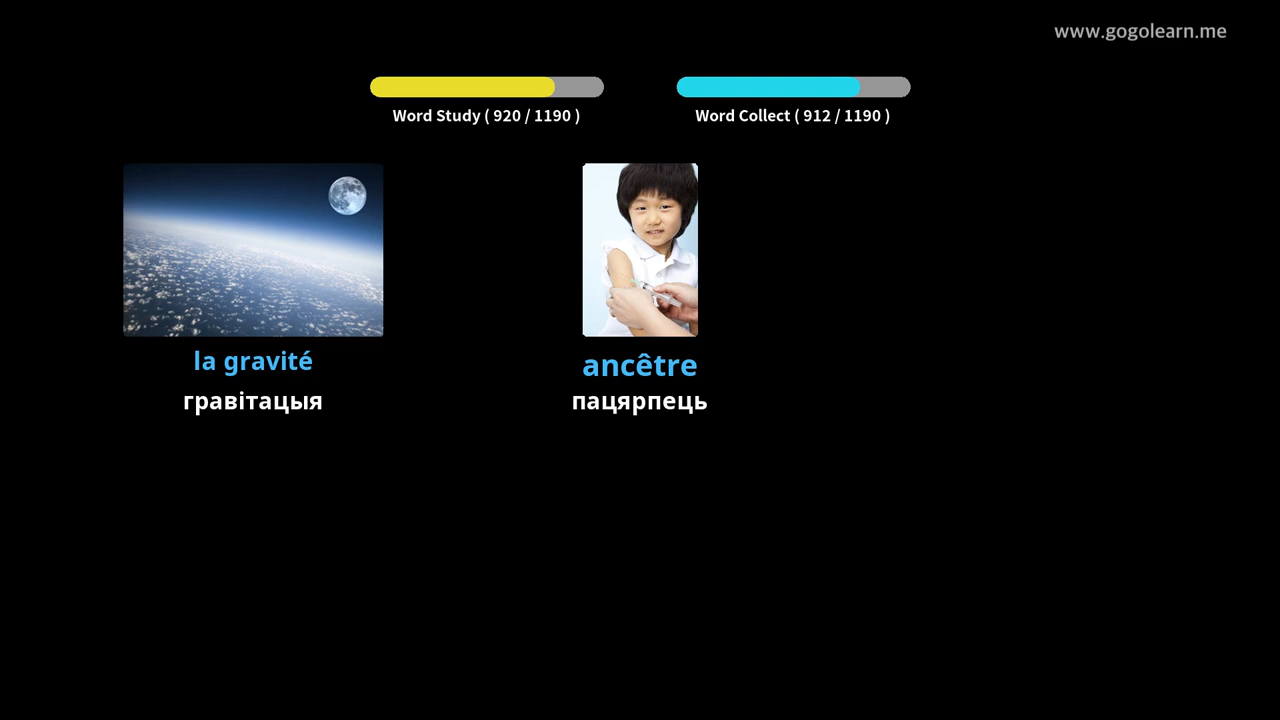 www.gogolearn.me
Word Study ( 920 / 1190 )
Word Collect ( 912 / 1190 )
la gravité
гравітацыя
ancêtre
пацярпець